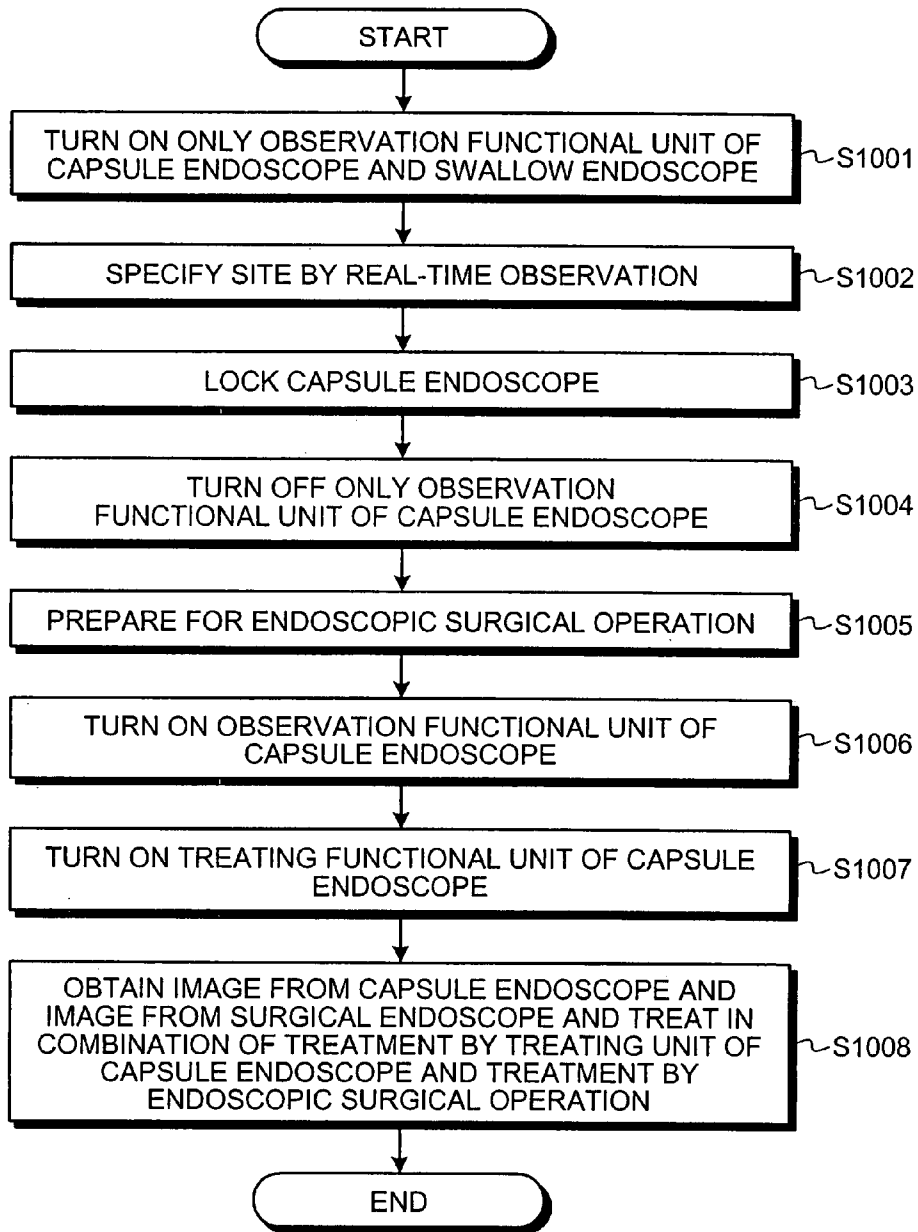 START
TURN ON ONLY OBSERVATION FUNCTIONAL UNIT OF
CAPSULE ENDOSCOPE AND SWALLOW ENDOSCOPE
S1001
SPECIFY SITE BY REAL-TIME OBSERVATION
S1002
LOCK CAPSULE ENDOSCOPE
S1003
TURN OFF ONLY OBSERVATION
FUNCTIONAL UNIT OF CAPSULE ENDOSCOPE
S1004
PREPARE FOR ENDOSCOPIC SURGICAL OPERATION
S1005
TURN ON OBSERVATION FUNCTIONAL UNIT OF
CAPSULE ENDOSCOPE
S1006
TURN ON TREATING FUNCTIONAL UNIT OF CAPSULE
ENDOSCOPE
S1007
OBTAIN IMAGE FROM CAPSULE ENDOSCOPE AND
IMAGE FROM SURGICAL ENDOSCOPE AND TREAT IN
COMBINATION OF TREATMENT BY TREATING UNIT OF
CAPSULE ENDOSCOPE AND TREATMENT BY
ENDOSCOPIC SURGICAL OPERATION
S1008
END